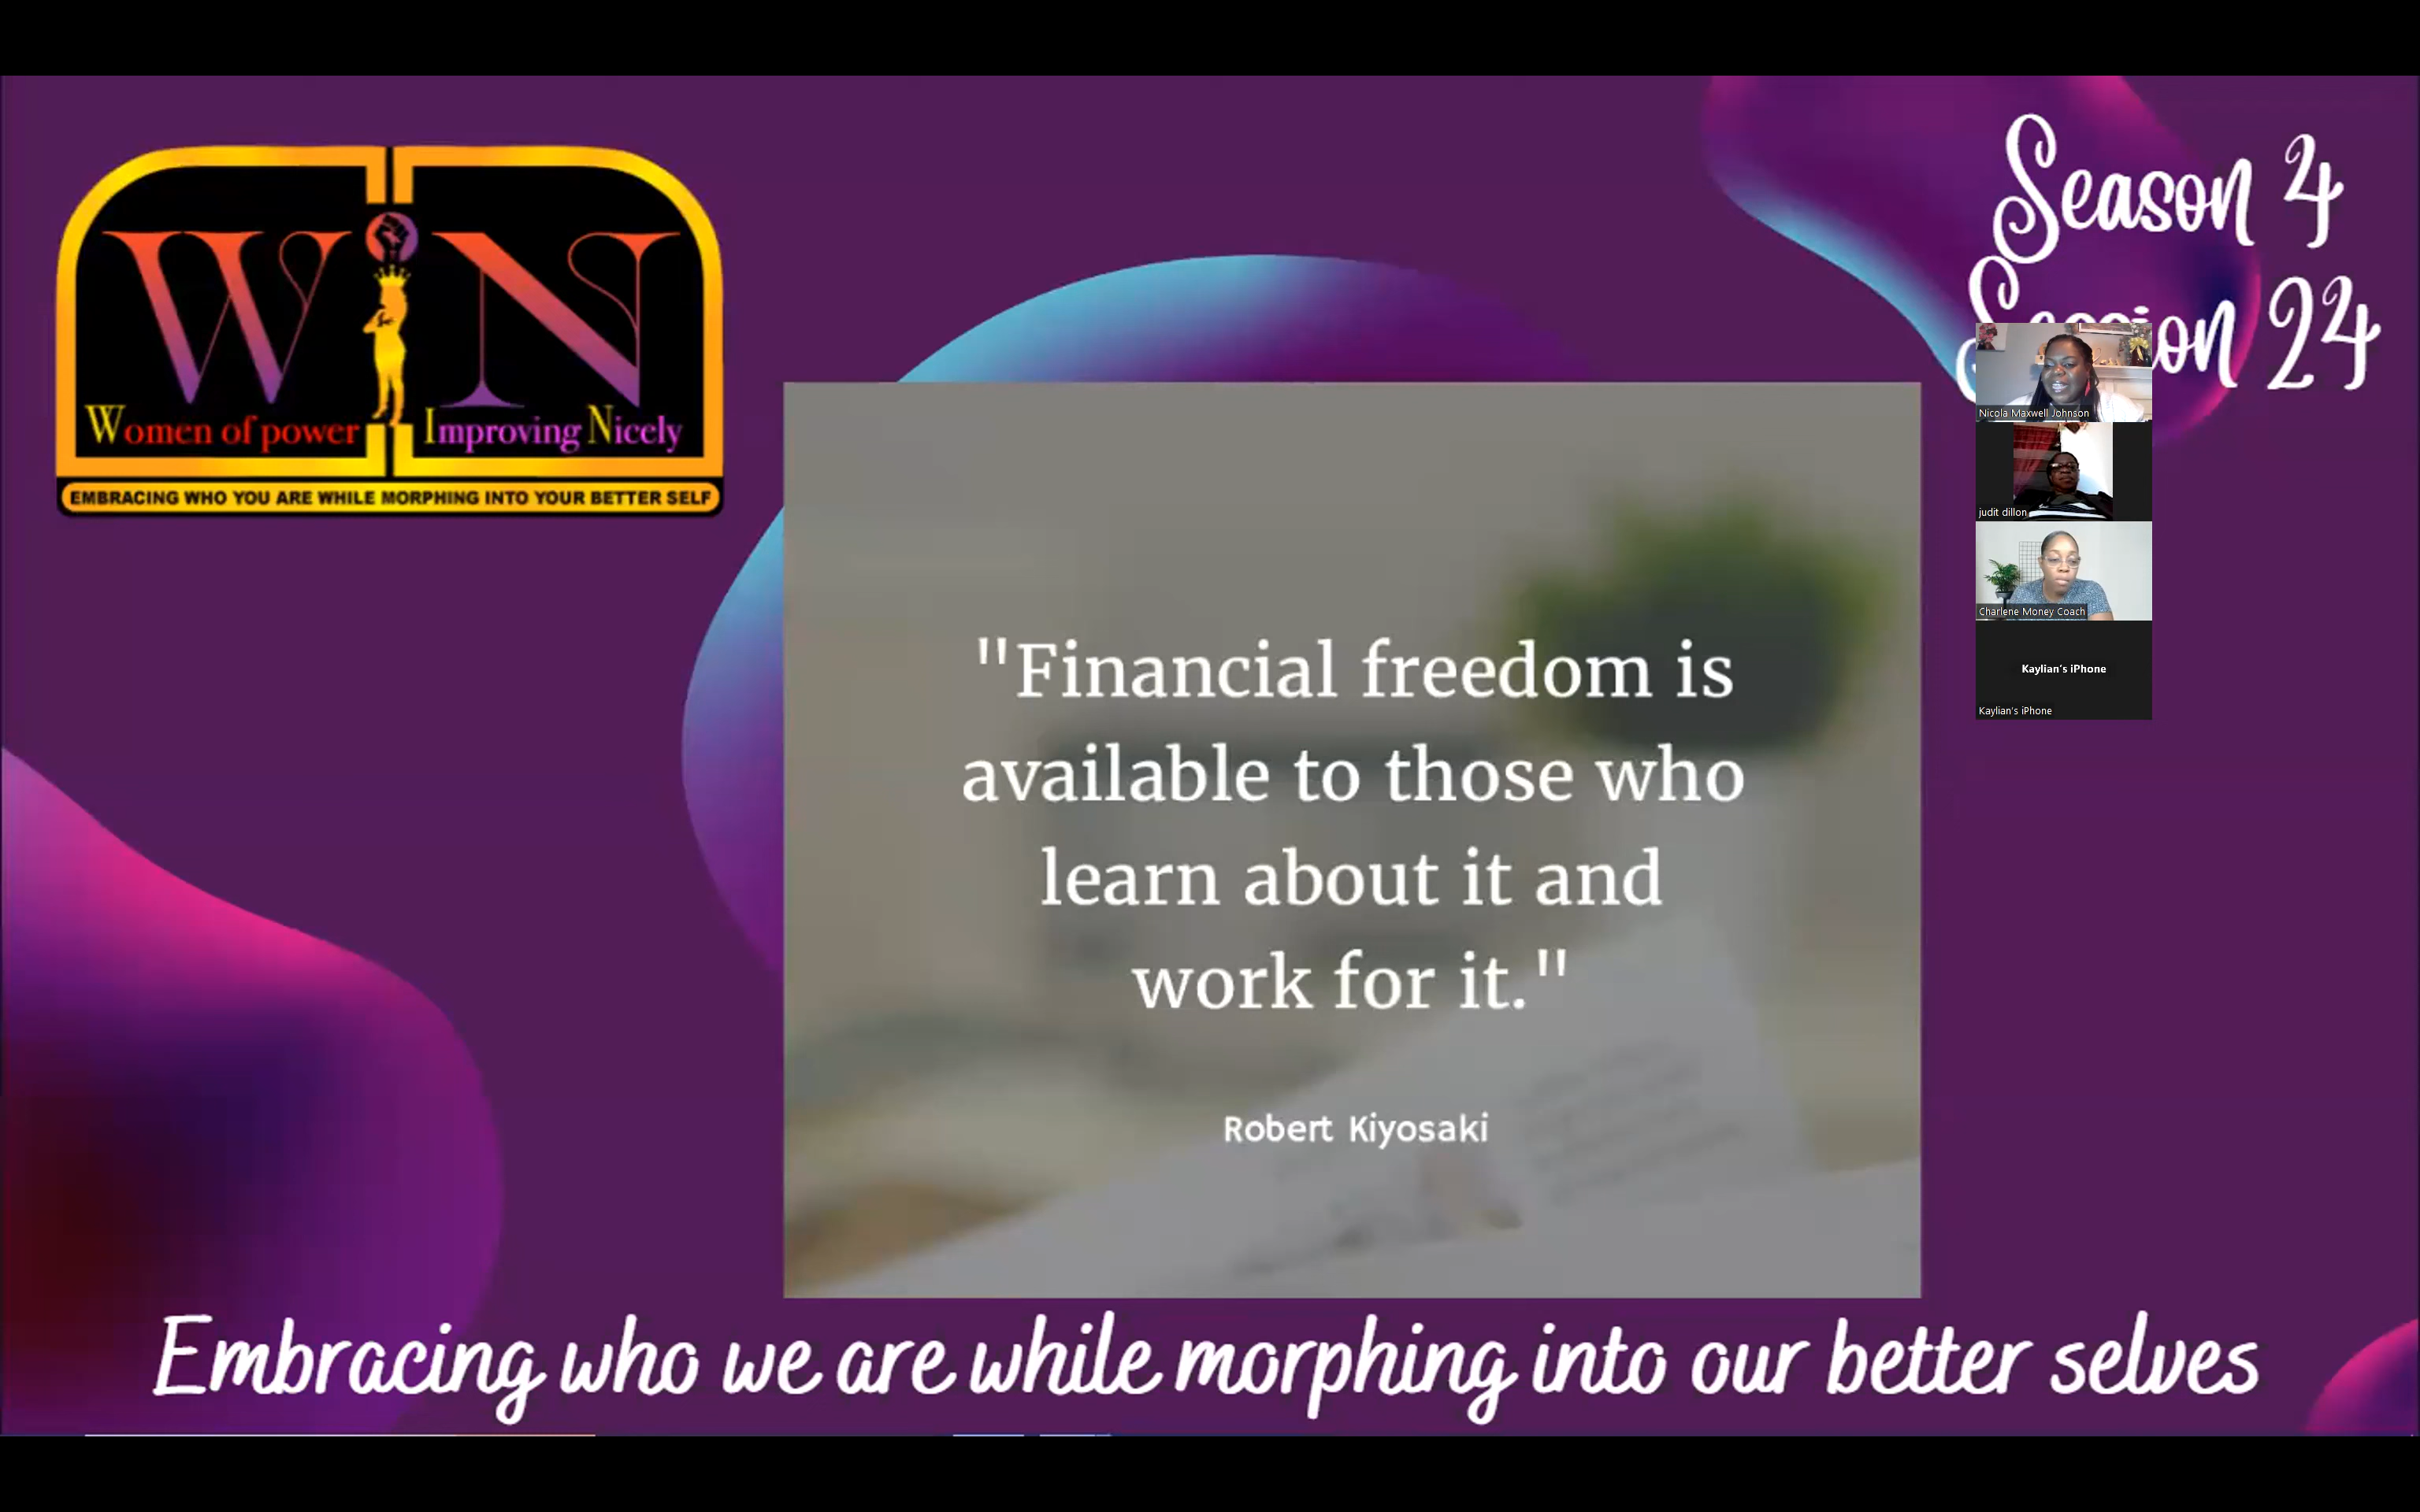 Season 4
Session 24
WiN
Women of power Improving Nicely
EMBRACING WHO YOU ARE WHILE MORPHING INTO YOUR BETTER SELF
Nicola Maxwell Johnson
judit dillon
Charlene Money Coach
Kaylian's iPhone
Kaylian's iPhone
"Financial freedom is
available to those who
learn about it and
work for it."
Robert Kiyosaki
Embracing who we are while morphing into our better selves